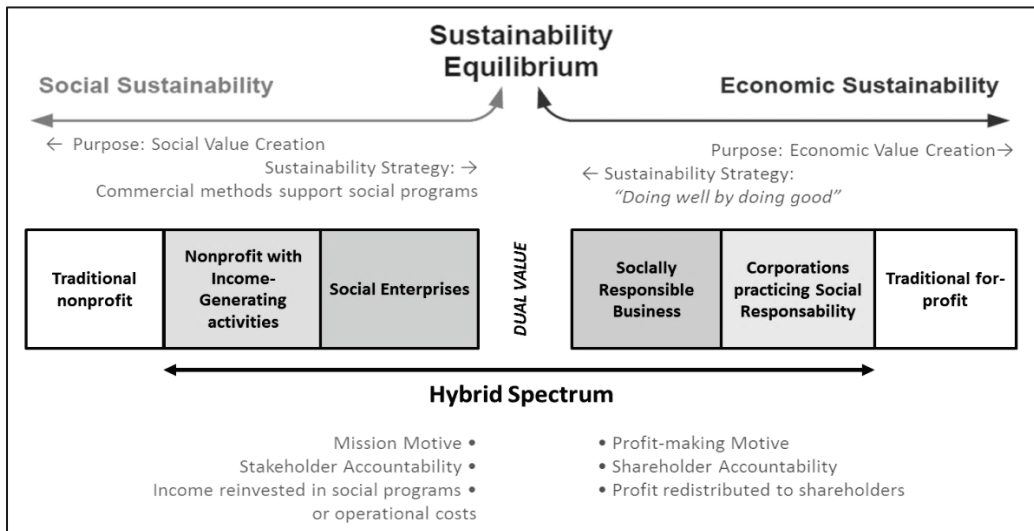 Sustainability
Equilibrium
Social Sustainability
Economic Sustainability
← Purpose: Social Value Creation
Sustainability Strategy: →
Commercial methods support social programs
Purpose: Economic Value Creation→
← Sustainability Strategy:
“Doing well by doing good”
Traditional
nonprofit
Nonprofit with
Income-
Generating
activities
Social Enterprises
DUAL VALUE
Socially
Responsible
Business
Corporations
practicing Social
Responsability
Traditional for-
profit
Hybrid Spectrum
Mission Motive •
Stakeholder Accountability •
Income reinvested in social programs •
or operational costs
• Profit-making Motive
• Shareholder Accountability
• Profit redistributed to shareholders